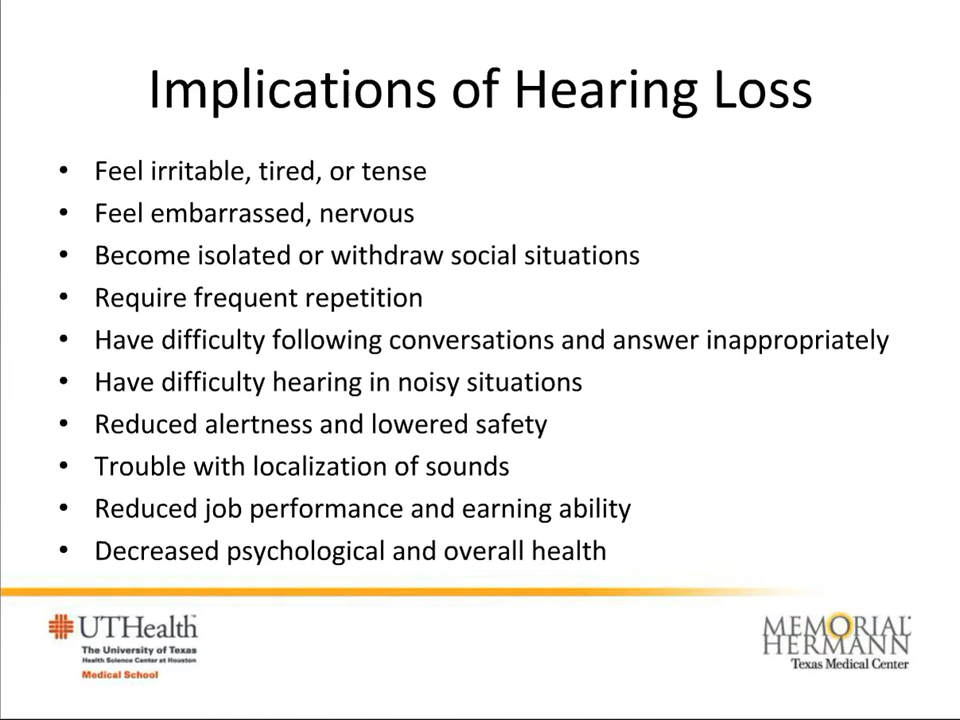 Implications of Hearing Loss
• Feel irritable, tired, or tense
• Feel embarrassed, nervous
• Become isolated or withdraw social situations
• Require frequent repetition
• Have difficulty following conversations and answer inappropriately
• Have difficulty hearing in noisy situations
• Reduced alertness and lowered safety
• Trouble with localization of sounds
• Reduced job performance and earning ability
• Decreased psychological and overall health
UTHealth™
The University of Texas
Health Science Center at Houston
Medical School
MEMORIAL
HERMANN
Texas Medical Center